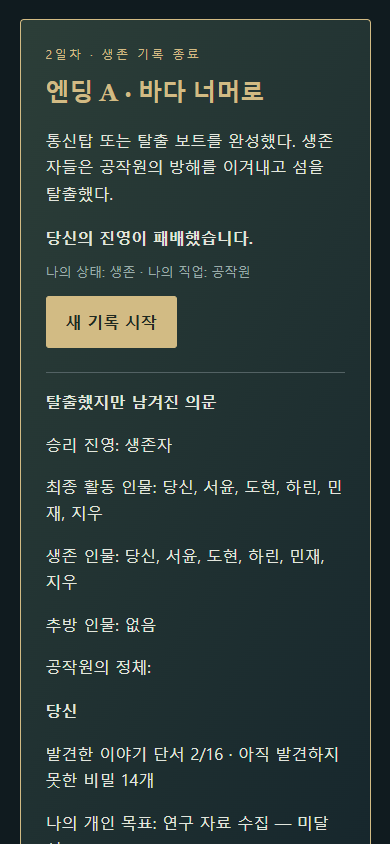 2일차 · 생존 기록 종료
엔딩 A · 바다 너머로
통신탑 또는 탈출 보트를 완성했다. 생존
자들은 공작원의 방해를 이겨내고 섬을
탈출했다.
당신의 진영이 패배했습니다.
나의 상태: 생존 · 나의 직업: 공작원
새 기록 시작
탈출했지만 남겨진 의문
승리 진영: 생존자
최종 활동 인물: 당신, 서윤, 도현, 하린, 민
재, 지우
생존 인물: 당신, 서윤, 도현, 하린, 민재,
지우
추방 인물: 없음
공작원의 정체:
당신
발견한 이야기 단서 2/16 · 아직 발견하지
못한 비밀 14개
나의 개인 목표: 연구 자료 수집 — 미달